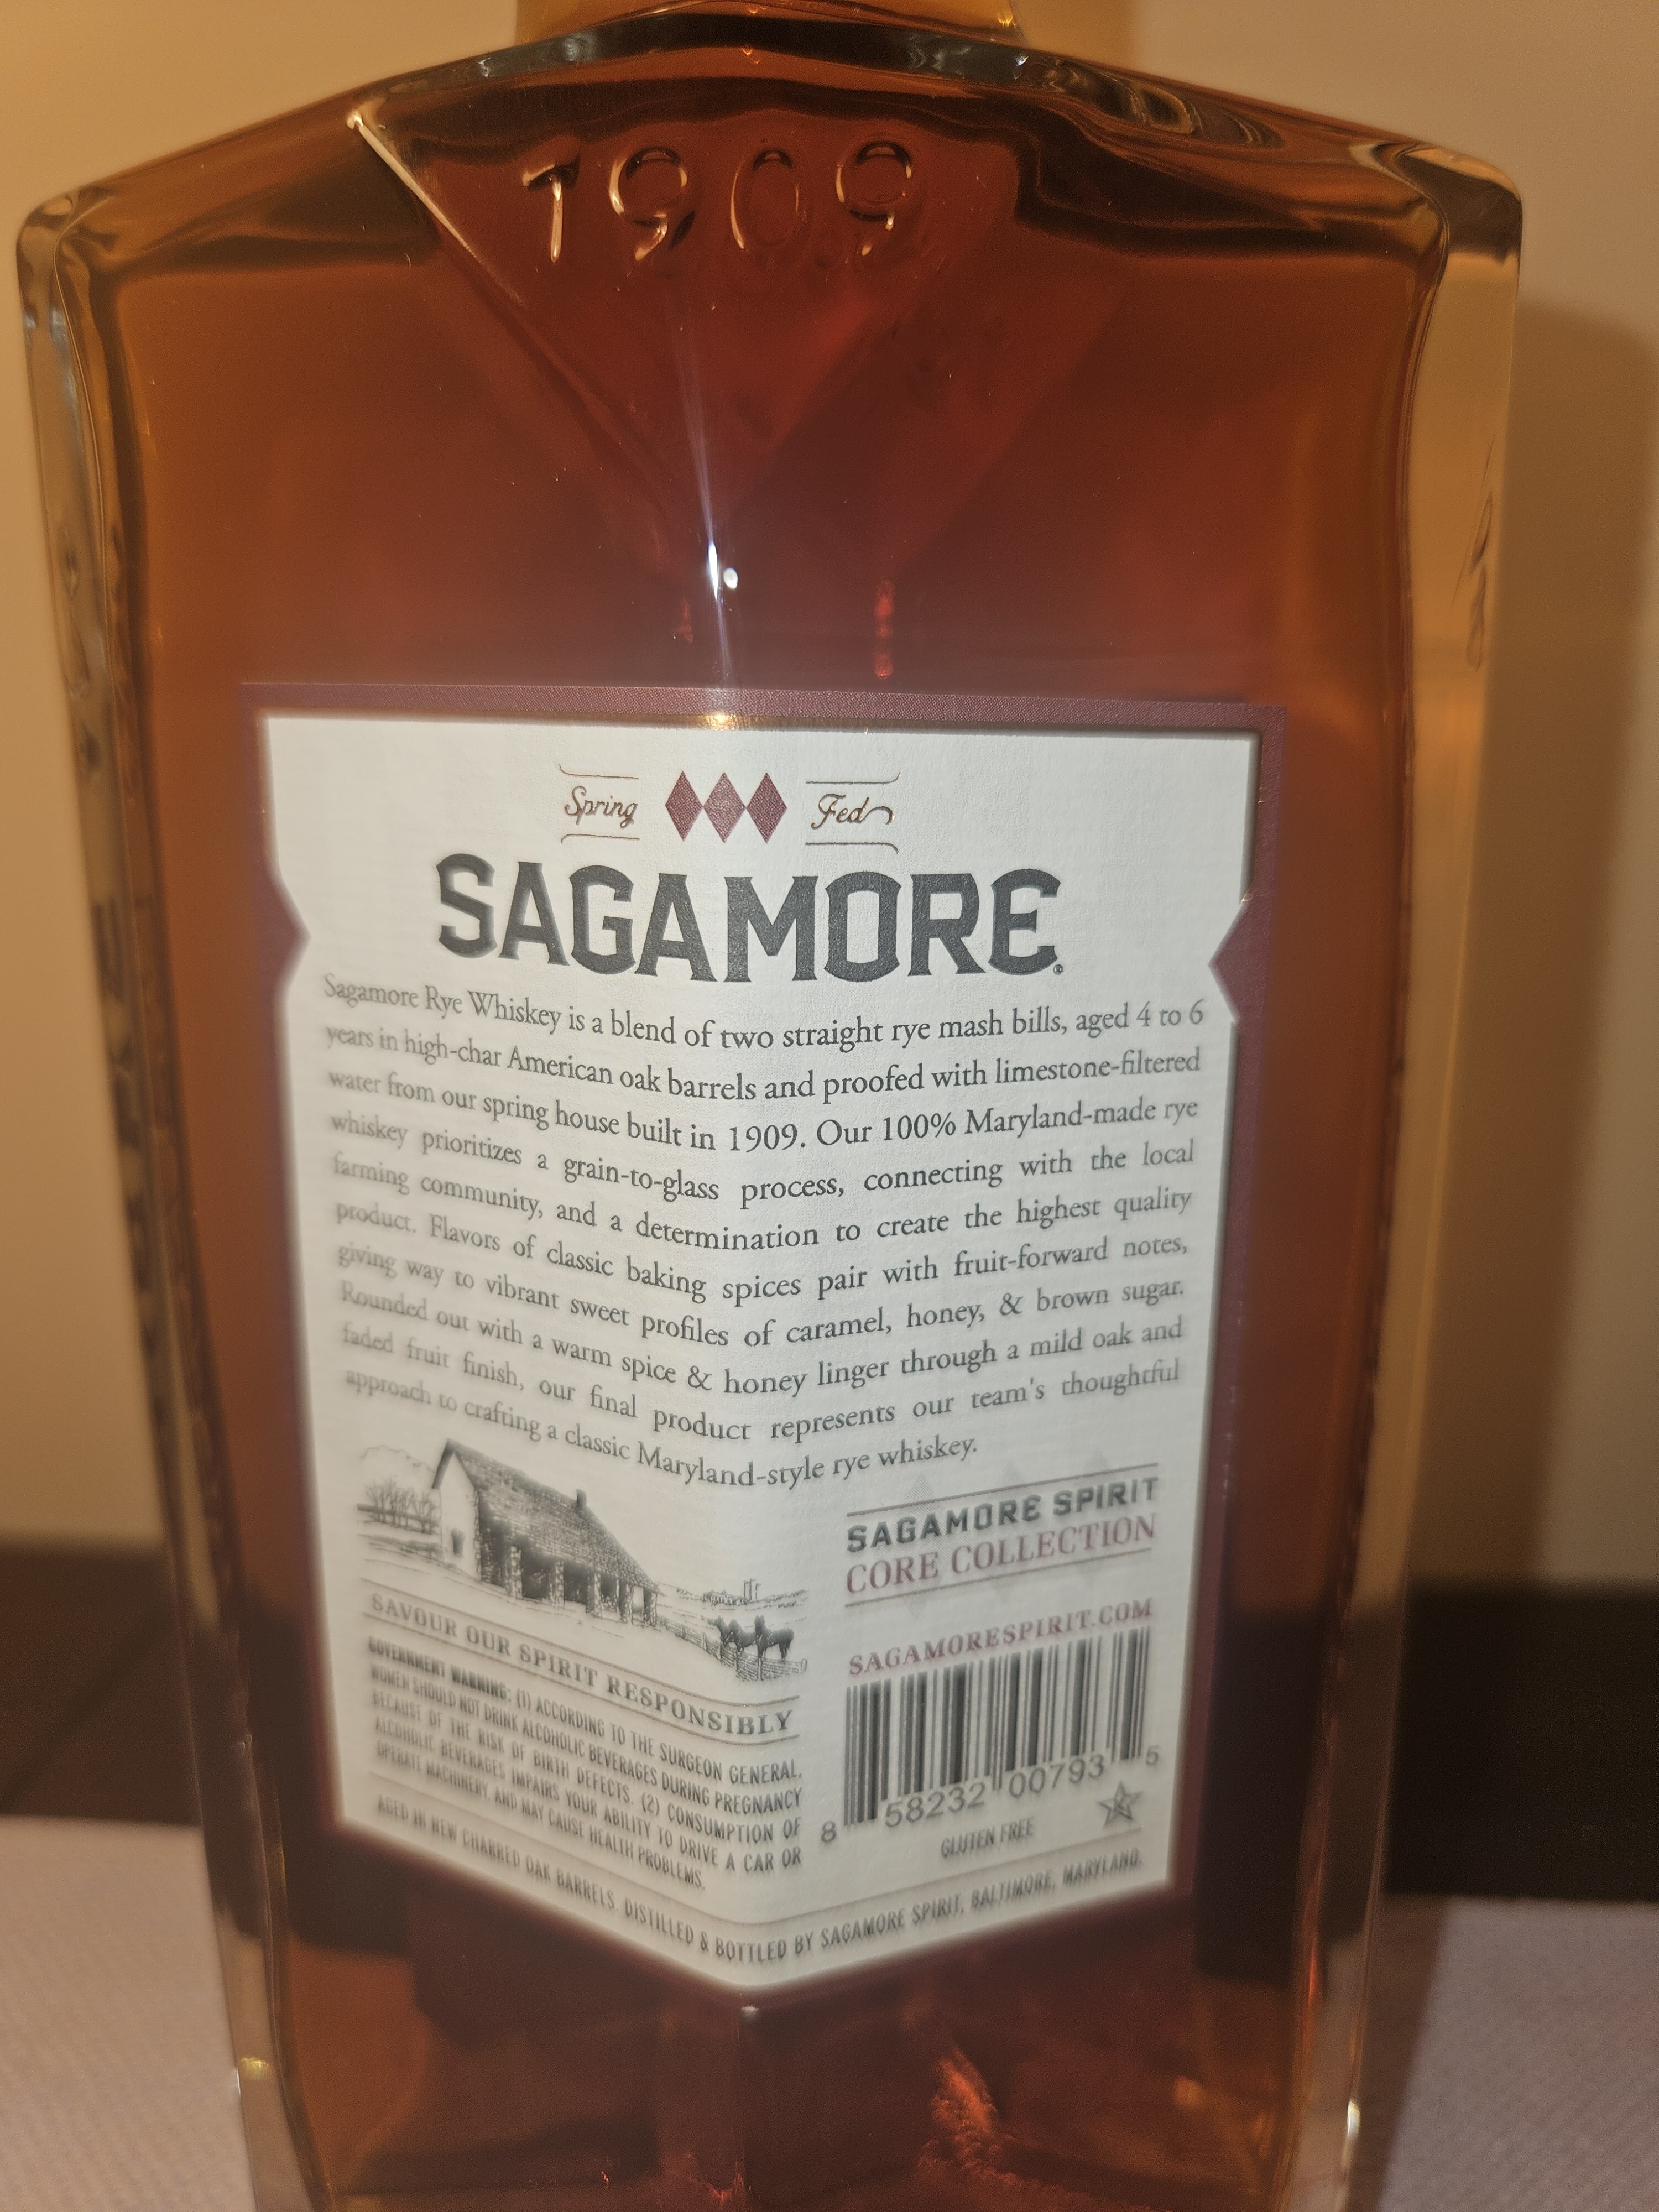 1909
Spring Fed
SAGAMORE®
Sagamore Rye Whiskey is a blend of two straight rye mash bills, aged 4 to 6
years in high-char American oak barrels and proofed with limestone-filtered
water from our spring house built in 1909. Our 100% Maryland-made rye
whiskey prioritizes a grain-to-glass process, connecting with the local
farming community, and a determination to create the highest quality
product. Flavors of classic baking spices pair with fruit-forward notes,
giving way to vibrant sweet profiles of caramel, honey, & brown sugar.
Rounded out with a warm spice & honey linger through a mild oak and
faded fruit finish, our final product represents our team's thoughtful
approach to crafting a classic Maryland-style rye whiskey.
SAVOUR OUR SPIRIT RESPONSIBLY
GOVERNMENT WARNING: (1) ACCORDING TO THE SURGEON GENERAL,
WOMEN SHOULD NOT DRINK ALCOHOLIC BEVERAGES DURING PREGNANCY
BECAUSE OF THE RISK OF BIRTH DEFECTS. (2) CONSUMPTION OF
ALCOHOLIC BEVERAGES IMPAIRS YOUR ABILITY TO DRIVE A CAR OR
OPERATE MACHINERY, AND MAY CAUSE HEALTH PROBLEMS.
SAGAMORE SPIRIT
CORE COLLECTION
SAGAMORESPIRIT.COM
8 58232 00793 5
GLUTEN FREE
AGED IN NEW CHARRED OAK BARRELS. DISTILLED & BOTTLED BY SAGAMORE SPIRIT, BALTIMORE, MARYLAND.